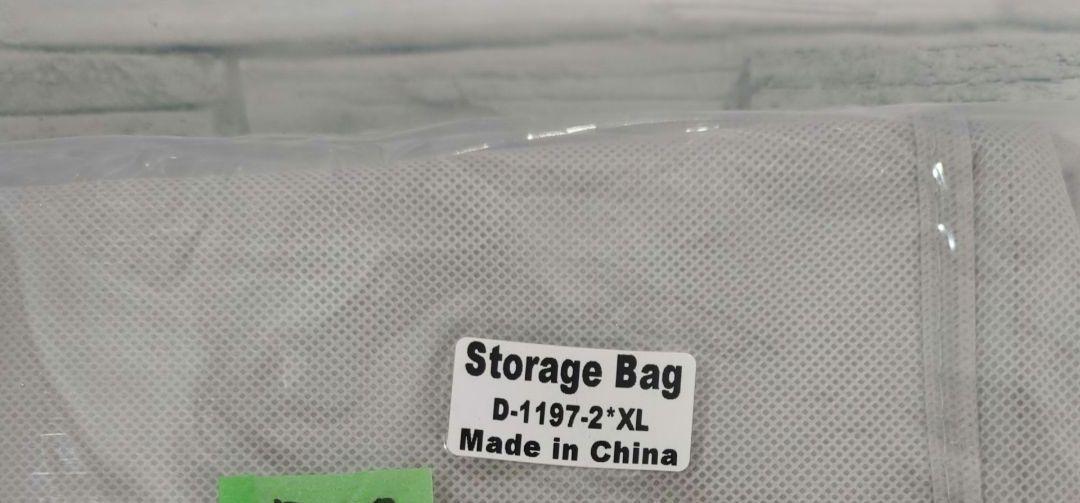 Storage Bag
D-1197-2*XL
Made in China